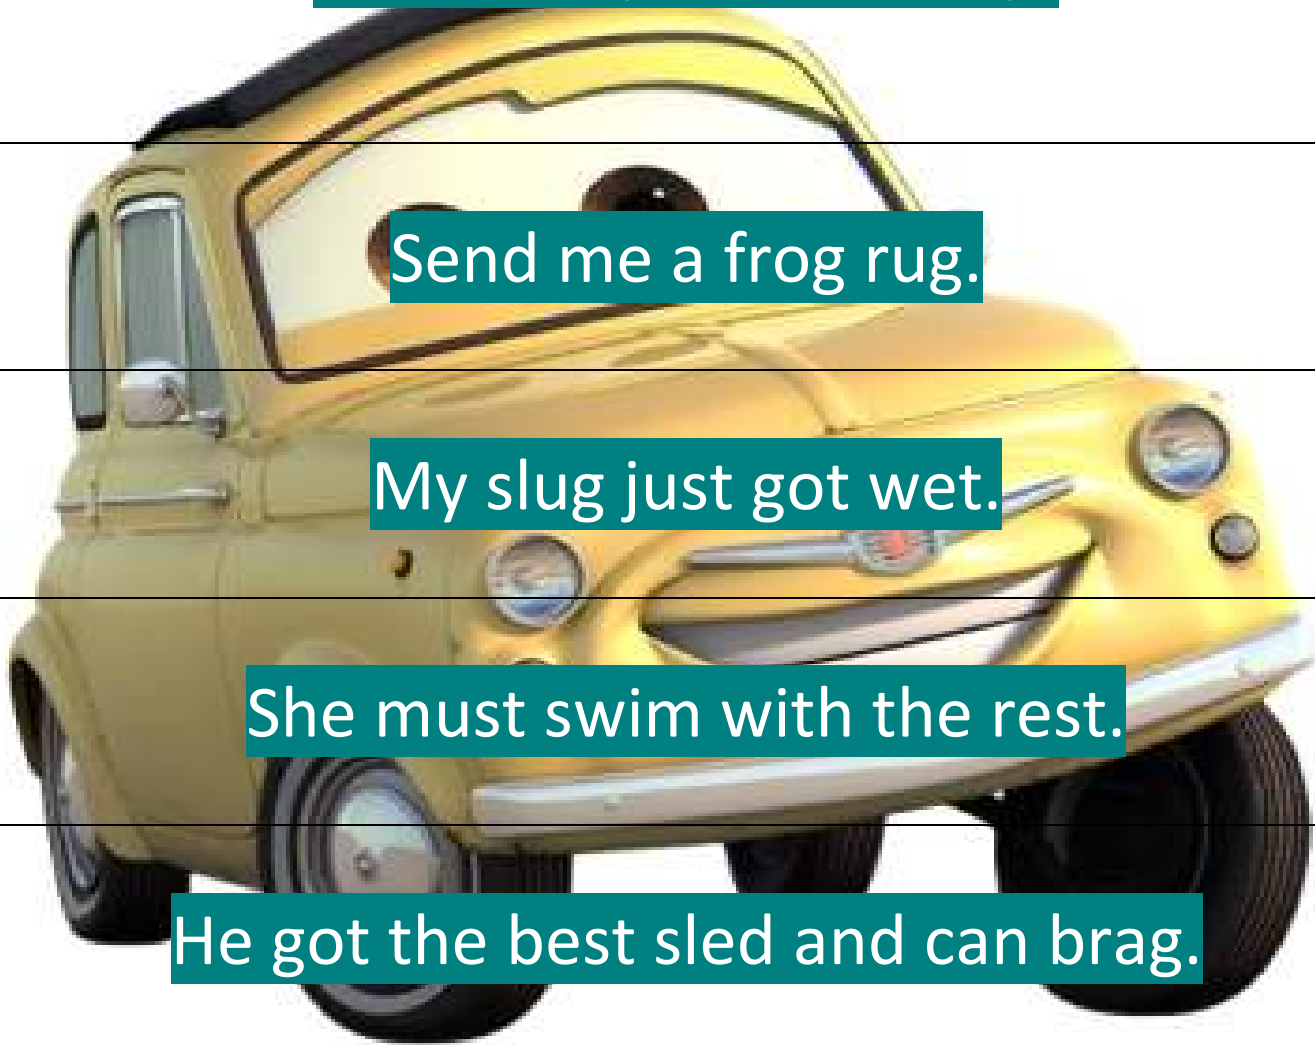 Send me a frog rug.
My slug just got wet.
She must swim with the rest.
He got the best sled and can brag.